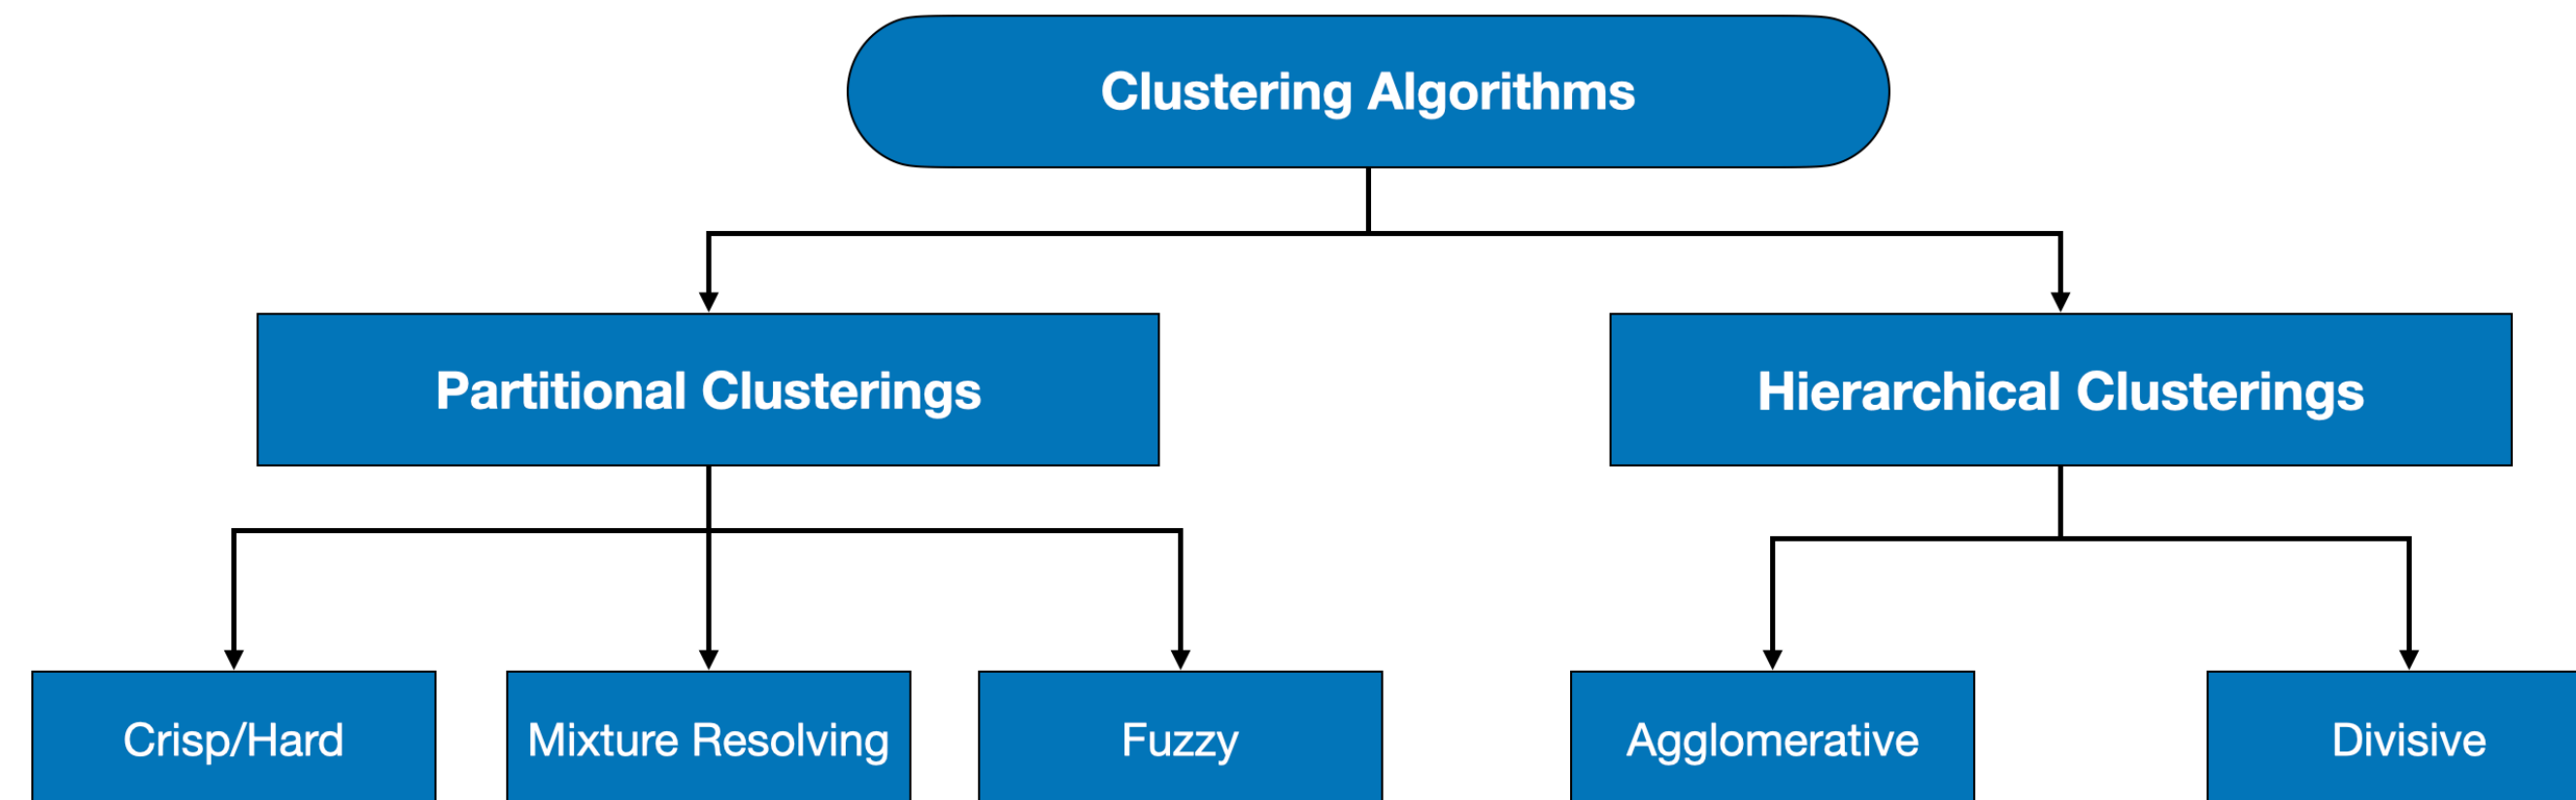 Clustering Algorithms
Partitional Clusterings
Hierarchical Clusterings
Crisp/Hard
Mixture Resolving
Fuzzy
Agglomerative
Divisive